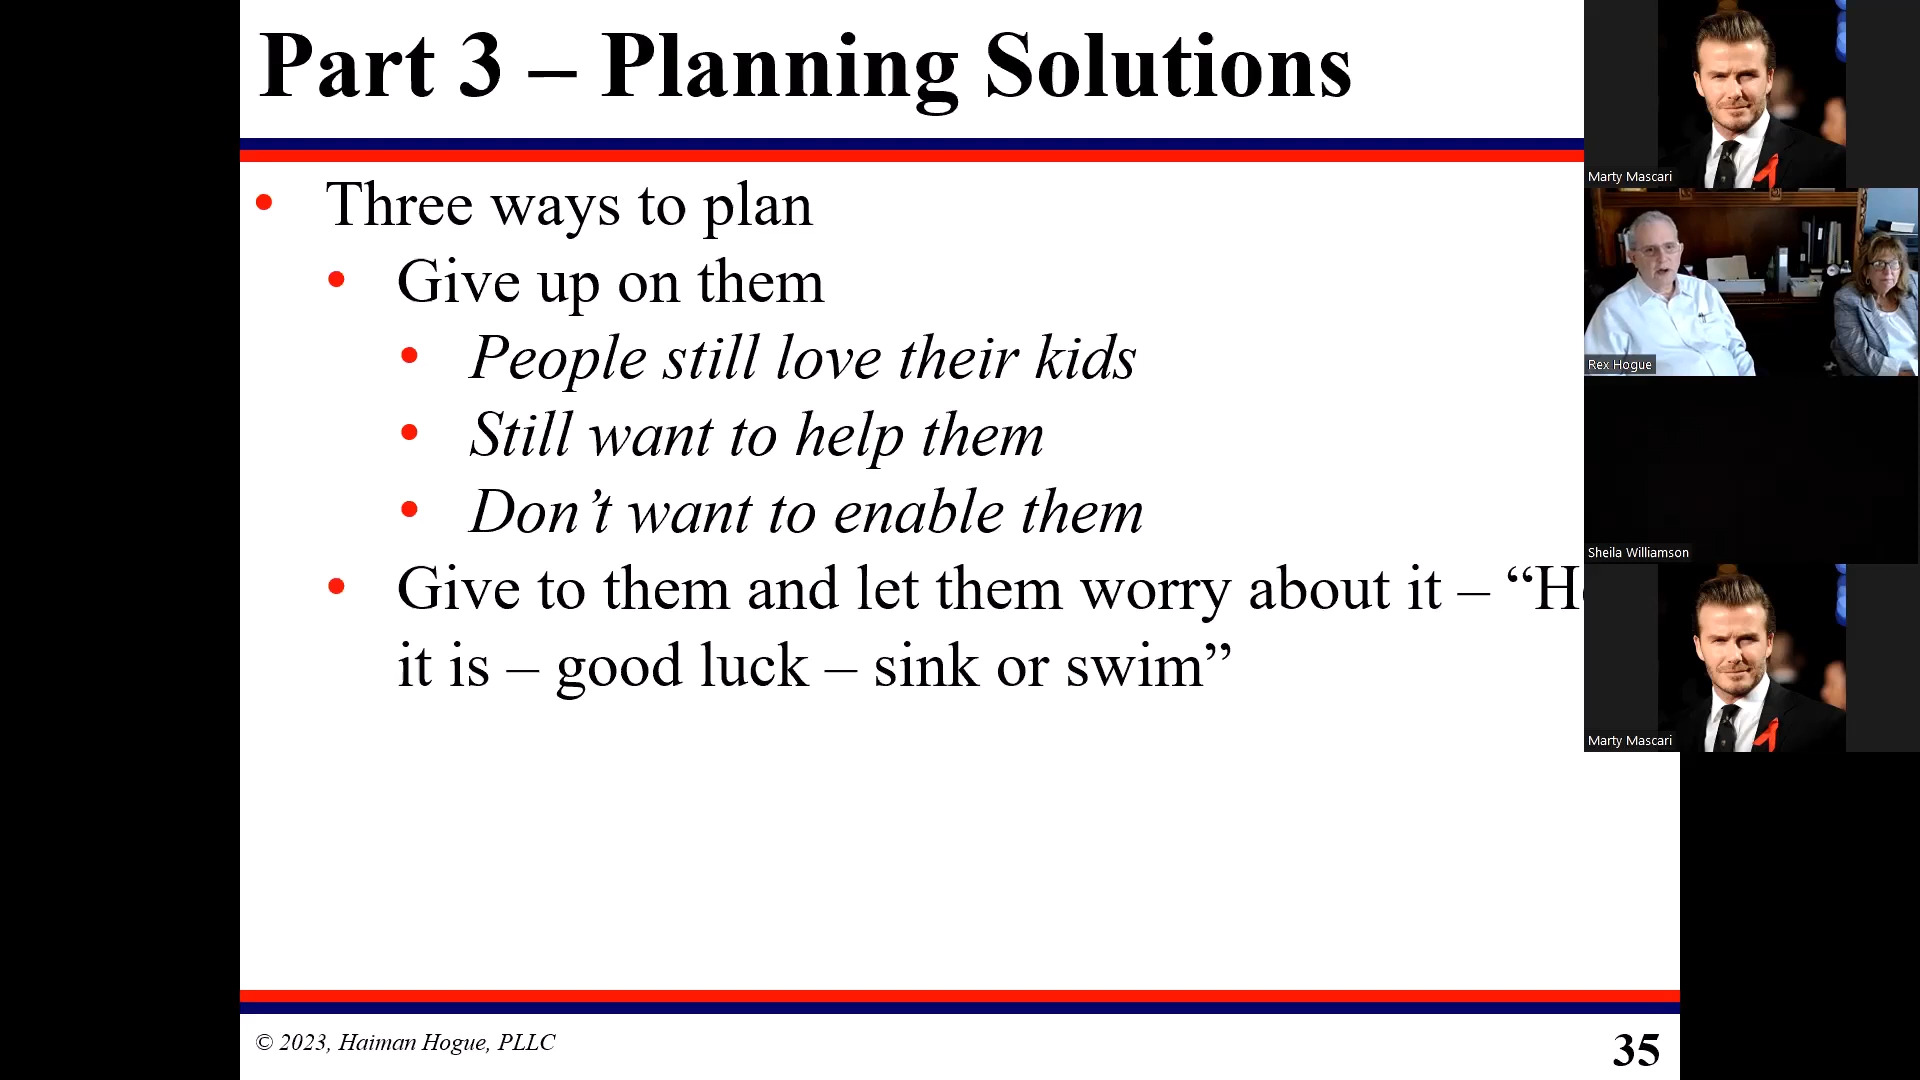 Part 3 – Planning Solutions
• Three ways to plan
• Give up on them
• People still love their kids
• Still want to help them
• Don’t want to enable them
• Give to them and let them worry about it – “H
it is – good luck – sink or swim”
© 2023, Haiman Hogue, PLLC
35
Marty Mascari
Rex Hogue
Sheila Williamson
Marty Mascari